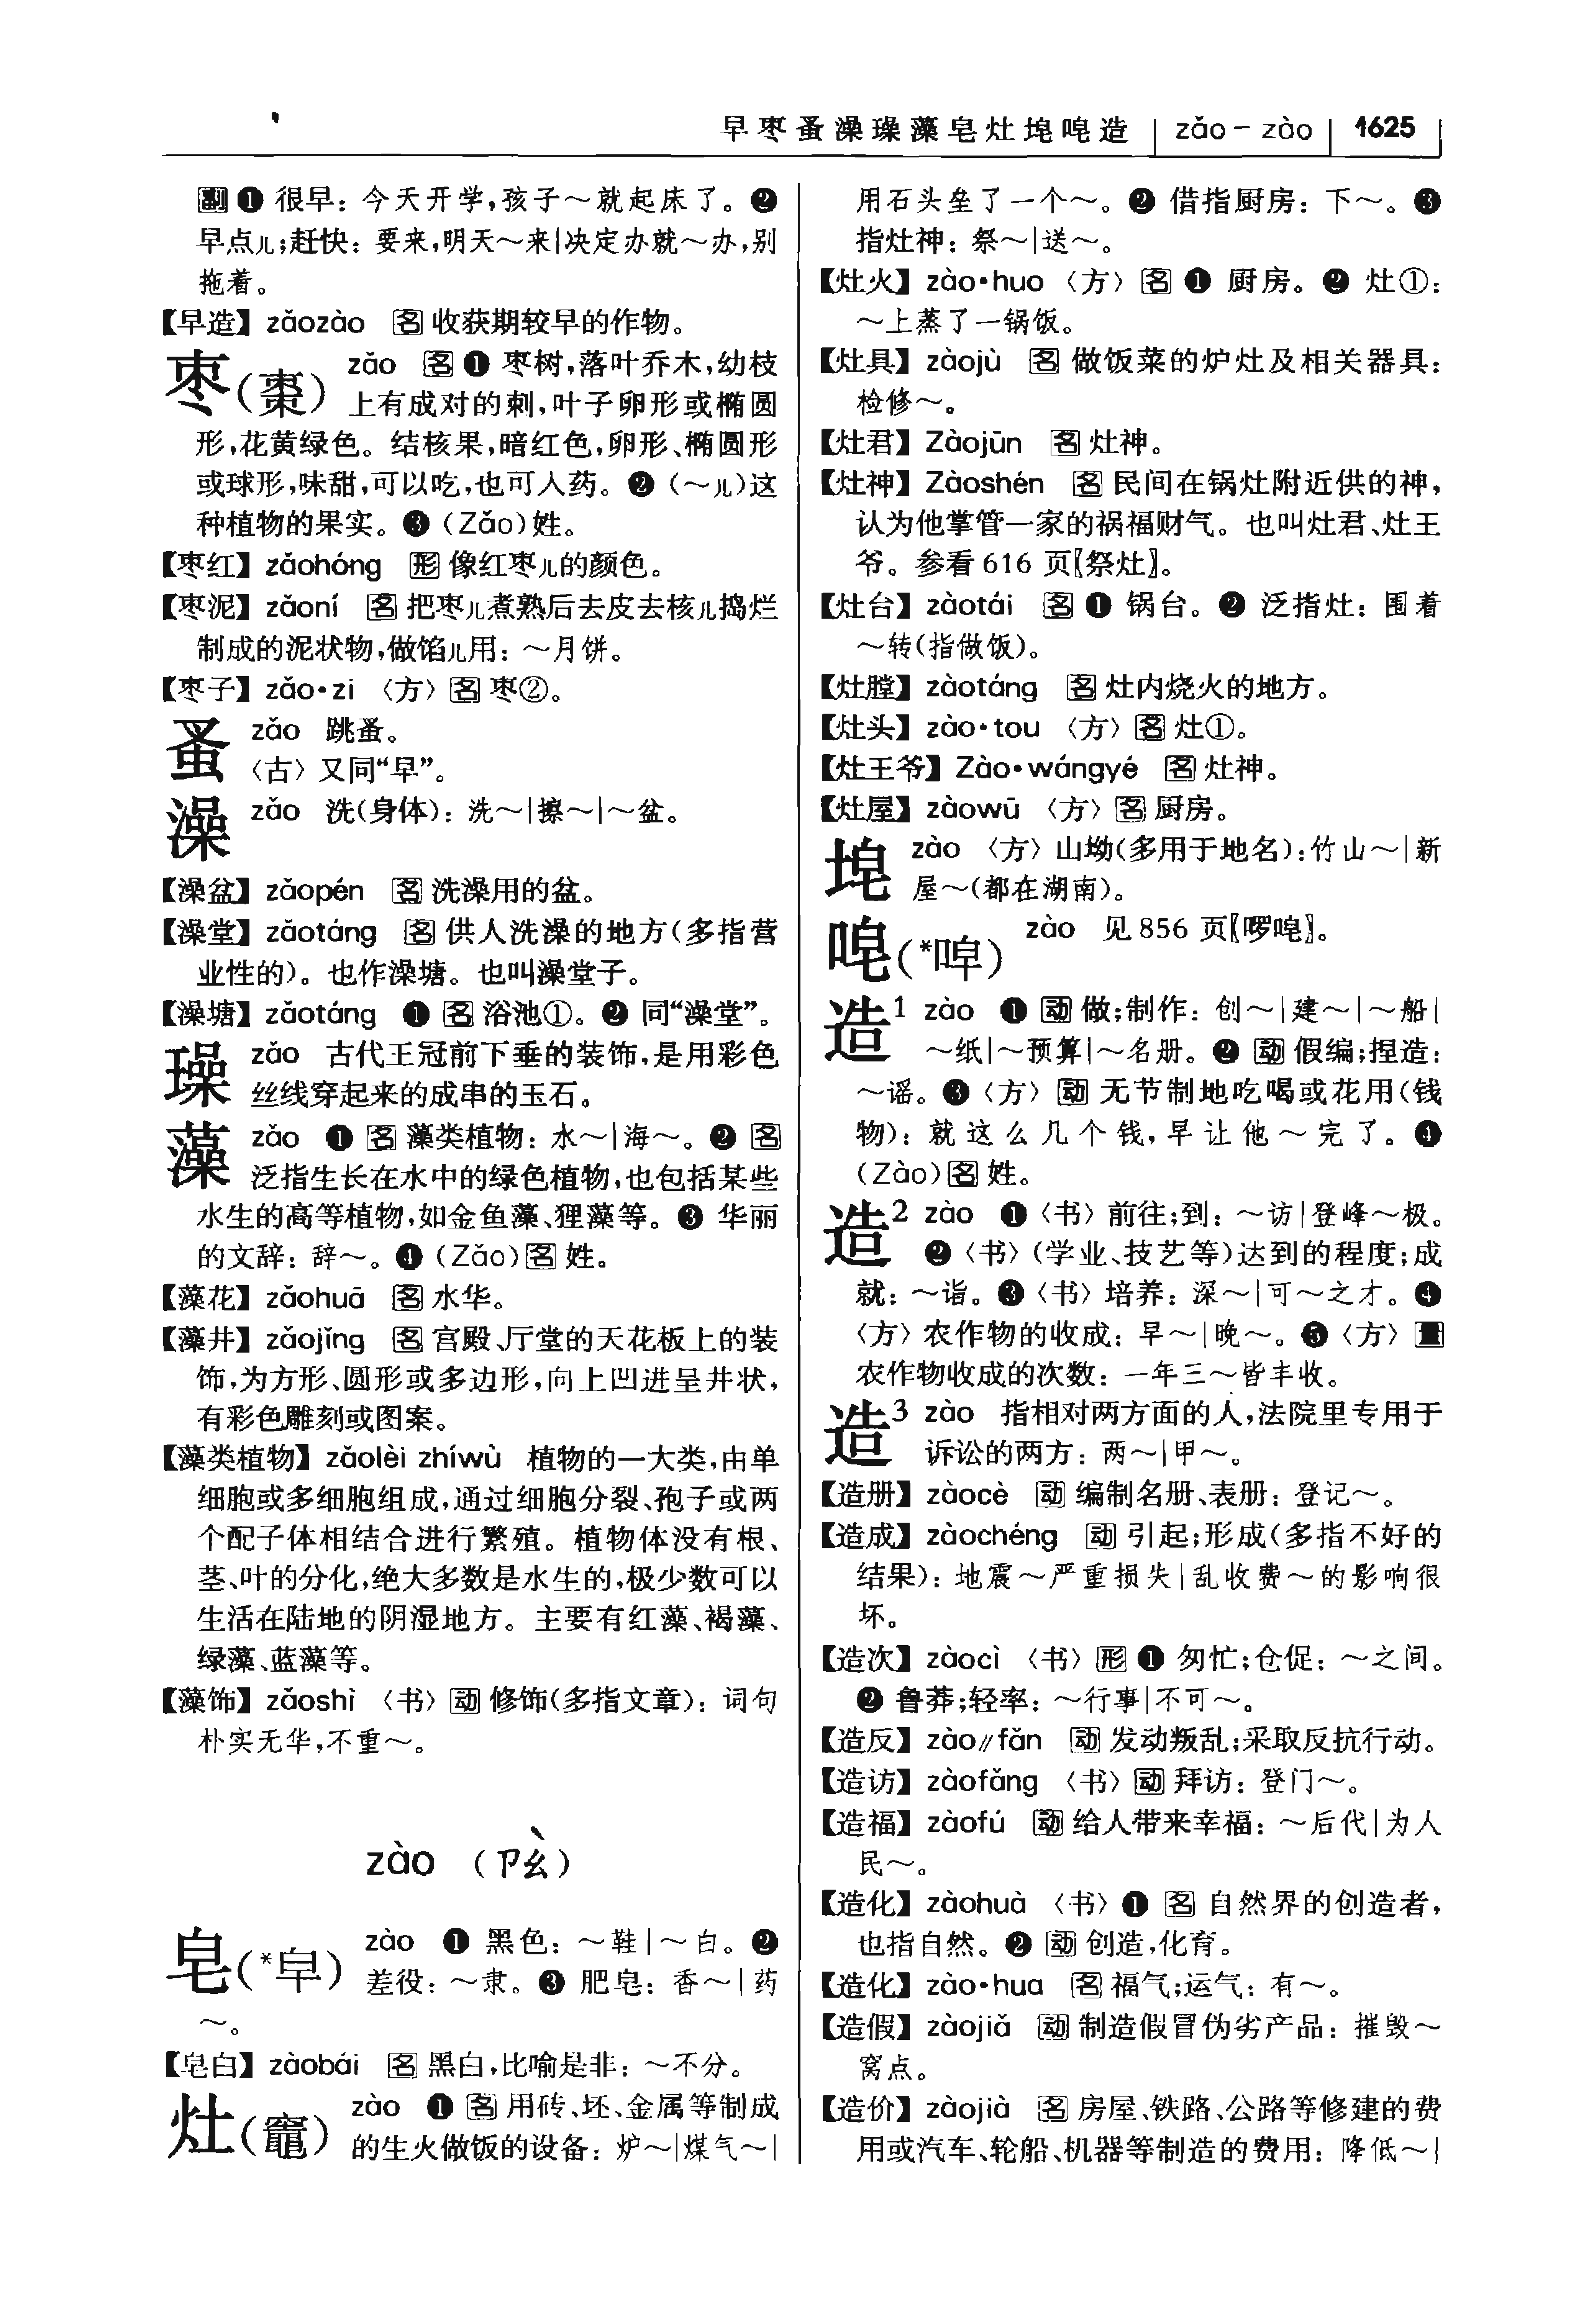 早枣蚤澡璪藻皂灶埛唣造 | zǎo – zào | 1625
副 ❶ 很早：今天开学，孩子～就起床了。❷
早点儿；赶快：要来，明天～来|决定办就～办，别
拖着。
【早造】zǎozào 名 收获期较早的作物。
枣(棗) zǎo 名 ❶ 枣树，落叶乔木，幼枝
上有成对的刺，叶子卵形或椭圆
形，花黄绿色。结核果，暗红色，卵形、椭圆形
或球形，味甜，可以吃，也可入药。❷（～儿）这
种植物的果实。❸（Zǎo）姓。
【枣红】zǎohóng 形 像红枣儿的颜色。
【枣泥】zǎoní 名 把枣儿煮熟后去皮去核儿捣烂
制成的泥状物，做馅儿用：～月饼。
【枣子】zǎo•zi 〈方〉名 枣②。
蚤 zǎo 跳蚤。
〈古〉又同“早”。
澡 zǎo 洗(身体)：洗～|擦～|～盆。
【澡盆】zǎopén 名 洗澡用的盆。
【澡堂】zǎotáng 名 供人洗澡的地方(多指营
业性的)。也作澡塘。也叫澡堂子。
【澡塘】zǎotáng ❶ 名 浴池①。❷ 同“澡堂”。
璪 zǎo 古代王冠前下垂的装饰，是用彩色
丝线穿起来的成串的玉石。
藻 zǎo ❶ 名 藻类植物：水～|海～。❷ 名
泛指生长在水中的绿色植物，也包括某些
水生的高等植物，如金鱼藻、狸藻等。❸ 华丽
的文辞：辞～。❹（Zǎo）名 姓。
【藻花】zǎohuā 名 水华。
【藻井】zǎojǐng 名 宫殿、厅堂的天花板上的装
饰，为方形、圆形或多边形，向上凹进呈井状，
有彩色雕刻或图案。
【藻类植物】zǎolèi zhíwù 植物的一大类，由单
细胞或多细胞组成，通过细胞分裂、孢子或两
个配子体相结合进行繁殖。植物体没有根、
茎、叶的分化，绝大多数是水生的，极少数可以
生活在陆地的阴湿地方。主要有红藻、褐藻、
绿藻、蓝藻等。
【藻饰】zǎoshì 〈书〉动 修饰(多指文章)：词句
朴实无华，不重～。
zào （ㄗㄠˋ）
皂(*皁) zào ❶ 黑色：～鞋|～白。❷
差役：～隶。❸ 肥皂：香～|药
～。
【皂白】zàobái 名 黑白，比喻是非：～不分。
灶(竈) zào ❶ 名 用砖、坯、金属等制成
的生火做饭的设备：炉～|煤气～|
用石头垒了一个～。❷ 借指厨房：下～。❸
指灶神：祭～|送～。
【灶火】zào•huo 〈方〉名 ❶ 厨房。❷ 灶①：
～上蒸了一锅饭。
【灶具】zàojù 名 做饭菜的炉灶及相关器具：
检修～。
【灶君】Zàojūn 名 灶神。
【灶神】Zàoshén 名 民间在锅灶附近供的神，
认为他掌管一家的祸福财气。也叫灶君、灶王
爷。参看616 页〖祭灶〗。
【灶台】zàotái 名 ❶ 锅台。❷ 泛指灶：围着
～转(指做饭)。
【灶膛】zàotáng 名 灶内烧火的地方。
【灶头】zào•tou 〈方〉名 灶①。
【灶王爷】Zào•wángyé 名 灶神。
【灶屋】zàowū 〈方〉名 厨房。
㘽 zào 〈方〉山坳(多用于地名)：竹山～|新
屋～(都在湖南)。
唣(*唕) zào 见856 页〖啰唣〗。
造¹ zào ❶ 动 做；制作：创～|建～|～船|
～纸|～预算|～名册。❷ 动 假编；捏造：
～谣。❸〈方〉动 无节制地吃喝或花用(钱
物)：就这么几个钱，早让他～完了。❹
（Zào）名 姓。
造² zào ❶〈书〉前往；到：～访|登峰～极。
❷〈书〉(学业、技艺等)达到的程度；成
就：～诣。❸〈书〉培养：深～|可～之才。❹
〈方〉农作物的收成：早～|晚～。❺〈方〉量
农作物收成的次数：一年三～皆丰收。
造³ zào 指相对两方面的人，法院里专用于
诉讼的两方：两～|甲～。
【造册】zàocè 动 编制名册、表册：登记～。
【造成】zàochéng 动 引起；形成(多指不好的
结果)：地震～严重损失|乱收费～的影响很
坏。
【造次】zàocì 〈书〉形 ❶ 匆忙；仓促：～之间。
❷ 鲁莽；轻率：～行事|不可～。
【造反】zào//fǎn 动 发动叛乱；采取反抗行动。
【造访】zàofǎng 〈书〉动 拜访：登门～。
【造福】zàofú 动 给人带来幸福：～后代|为人
民～。
【造化】zàohuà 〈书〉❶ 名 自然界的创造者，
也指自然。❷ 动 创造，化育。
【造化】zào•hua 名 福气；运气：有～。
【造假】zàojiǎ 动 制造假冒伪劣产品：摧毁～
窝点。
【造价】zàojià 名 房屋、铁路、公路等修建的费
用或汽车、轮船、机器等制造的费用：降低～|